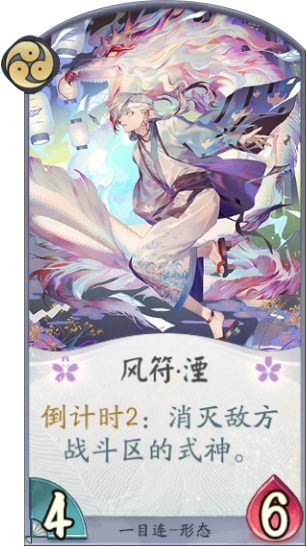 风符·湮
倒计时2：消灭敌方
战斗区的式神。
4
一目连-形态
6